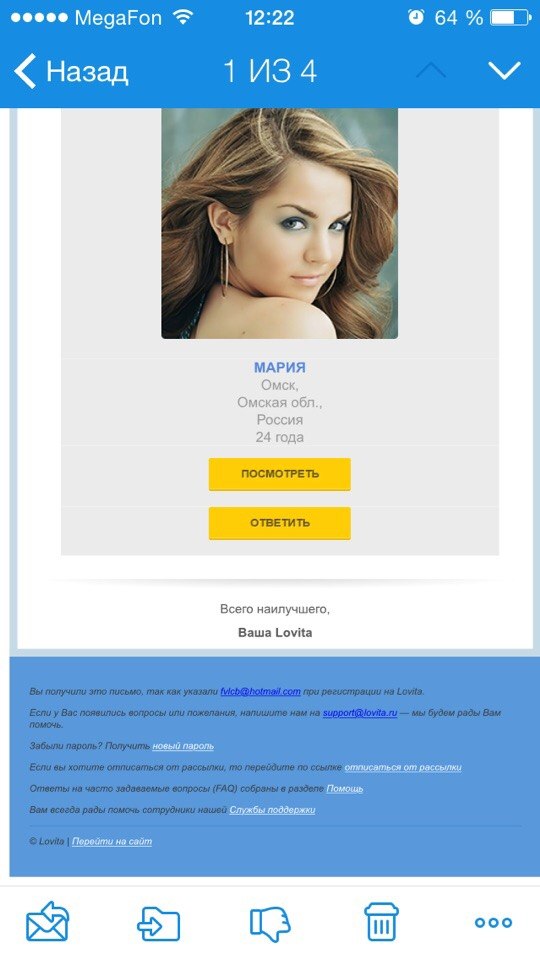 MegaFon 12:22 64 %
Назад 1 ИЗ 4
МАРИЯ
Омск,
Омская обл.,
Россия
24 года
ПОСМОТРЕТЬ
ОТВЕТИТЬ
Всего наилучшего,
Ваша Lovita
Вы получили это письмо, так как указали fvlcb@hotmail.com при регистрации на Lovita.
Если у Вас появились вопросы или пожелания, напишите нам на support@lovita.ru — мы будем рады Вам
помочь.
Забыли пароль? Получить новый пароль
Если вы хотите отписаться от рассылки, то перейдите по ссылке отписаться от рассылки
Ответы на часто задаваемые вопросы (FAQ) собраны в разделе Помощь
Вам всегда рады помочь сотрудники нашей Службы поддержки
© Lovita | Перейти на сайт